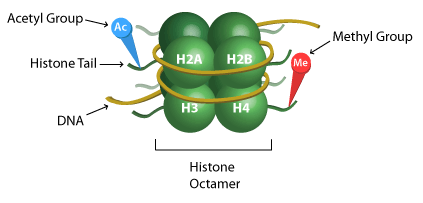 Acetyl Group
Ac
Methyl Group
H2A
H2B
Histone Tail
Me
H3
H4
DNA
Histone
Octamer